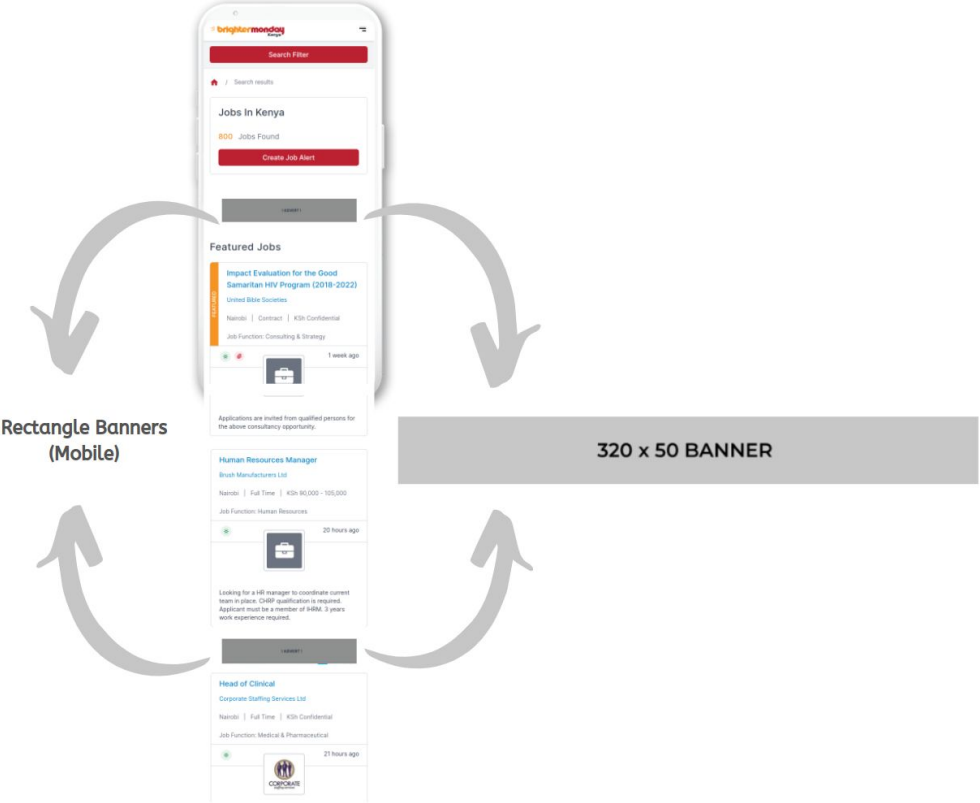 brightermonday
Kenya
Search Filter
/ Search results
Jobs In Kenya
800 Jobs Found
Create Job Alert
Featured Jobs
FEATURED
Impact Evaluation for the Good
Samaritan HIV Program (2018-2022)
United Bible Societies
Nairobi | Contract | KSh Confidential
Job Function: Consulting & Strategy
1 week ago
Applications are invited from qualified persons for
the above consultancy opportunity.
Rectangle Banners
(Mobile)
320 x 50 BANNER
Human Resources Manager
Brush Manufacturers Ltd
Nairobi | Full Time | KSh 90,000 - 105,000
Job Function: Human Resources
20 hours ago
Looking for a HR manager to coordinate current
team in place. CHRP qualification is required.
Applicant must be a member of IHRM. 3 years
work experience required.
Head of Clinical
Corporate Staffing Services Ltd
Nairobi | Full Time | KSh Confidential
Job Function: Medical & Pharmaceutical
21 hours ago
CORPORATE
Staffing Services